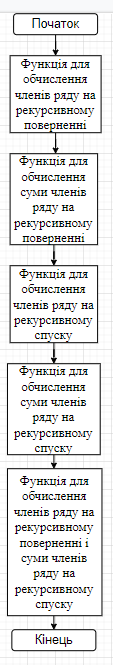 Початок
Функція для
обчислення
членів ряду на
рекурсивному
поверненні
Функція для
обчислення
суми членів
ряду на
рекурсивному
поверненні
Функція для
обчислення
членів ряду на
рекурсивному
спуску
Функція для
обчислення
суми членів
ряду на
рекурсивному
спуску
Функція для
обчислення
членів ряду на
рекурсивному
поверненні і
суми членів
ряду на
рекурсивному
спуску
Кінець